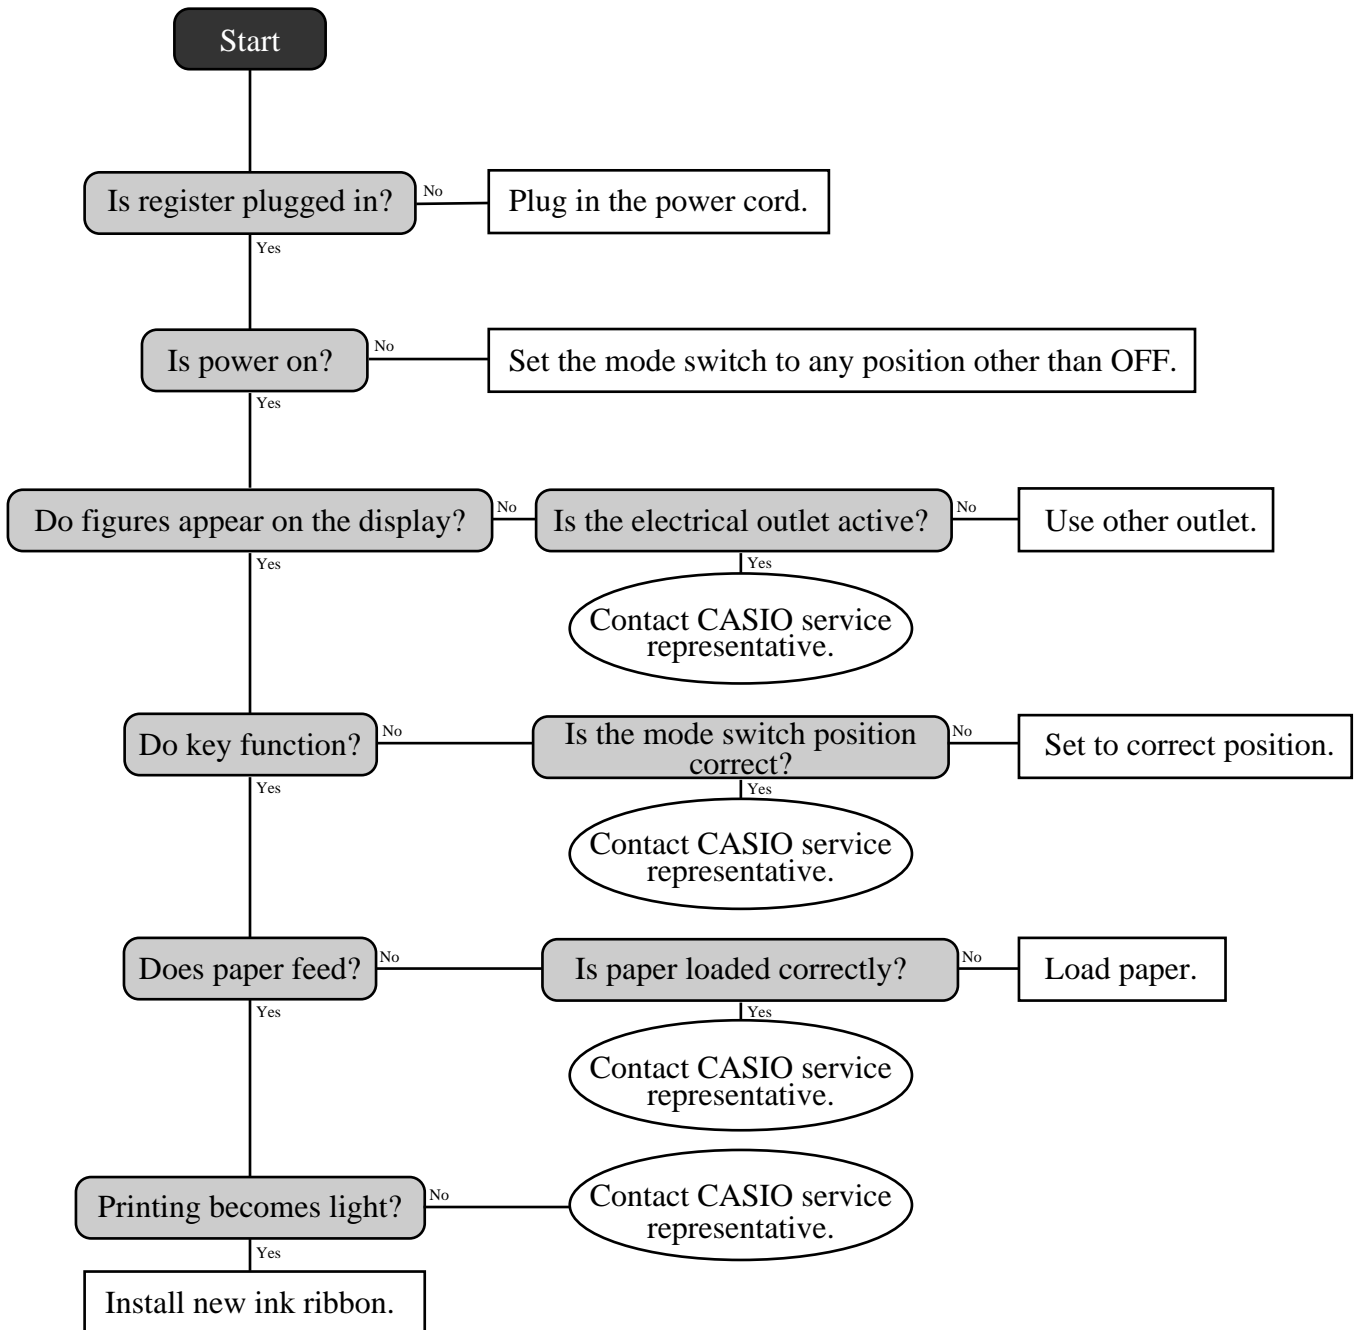 Start
Is register plugged in?
No
Plug in the power cord.
Yes
Is power on?
No
Set the mode switch to any position other than OFF.
Yes
Do figures appear on the display?
No
Is the electrical outlet active?
No
Use other outlet.
Yes
Yes
Contact CASIO service
representative.
Do key function?
No
Is the mode switch position
correct?
No
Set to correct position.
Yes
Yes
Contact CASIO service
representative.
Does paper feed?
No
Is paper loaded correctly?
No
Load paper.
Yes
Yes
Contact CASIO service
representative.
Printing becomes light?
No
Contact CASIO service
representative.
Yes
Install new ink ribbon.